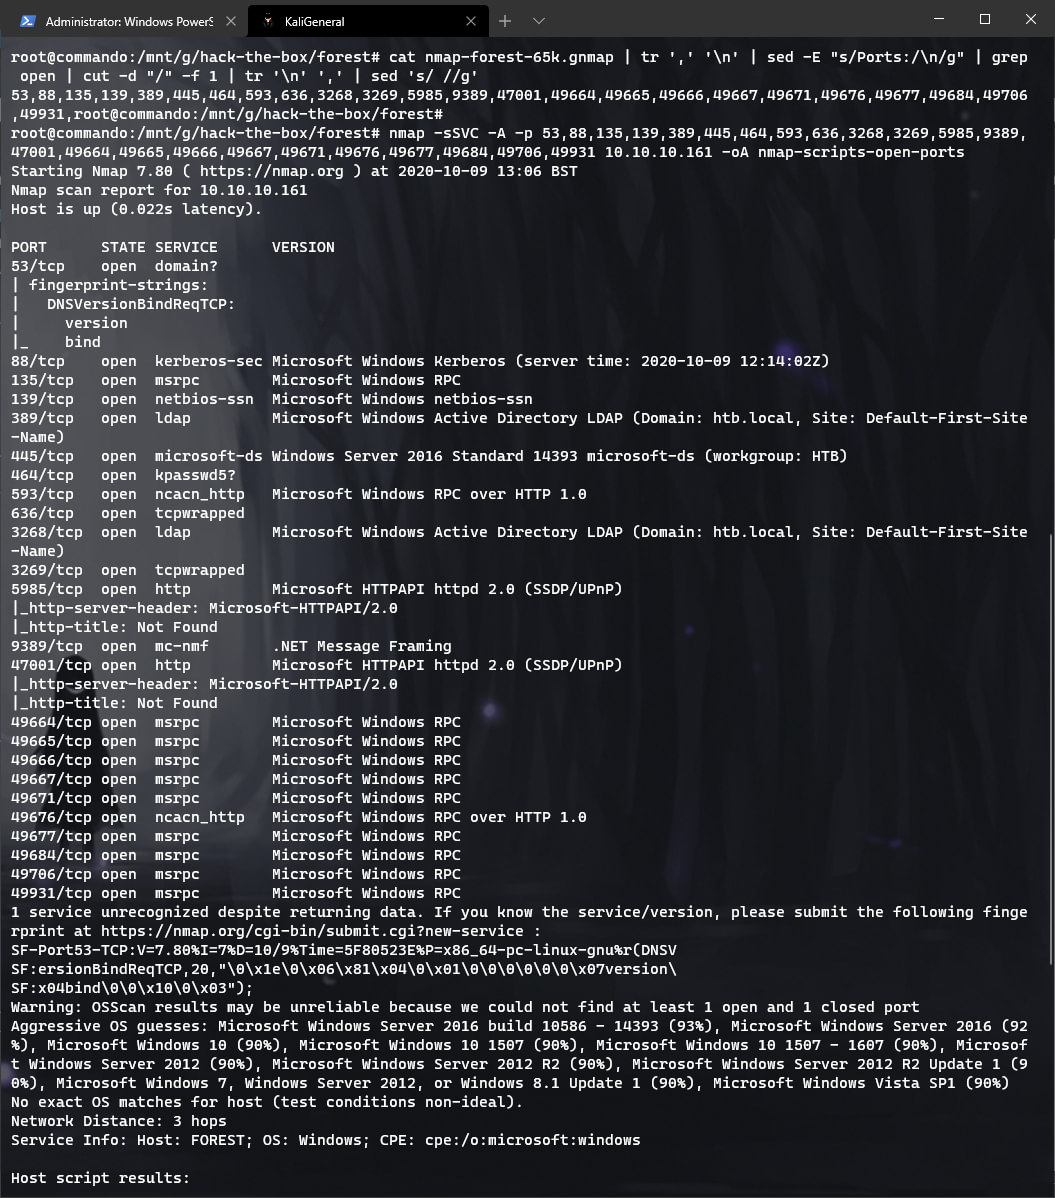 Administrator: Windows PowerS
KaliGeneral
root@commando:/mnt/g/hack-the-box/forest# cat nmap-forest-65k.gnmap | tr ',' '\n' | sed -E "s/Ports:/\n/g" | grep
 open | cut -d "/" -f 1 | tr '\n' ',' | sed 's/ //g'
53,88,135,139,389,445,464,593,636,3268,3269,5985,9389,47001,49664,49665,49666,49667,49671,49676,49677,49684,49706
,49931,root@commando:/mnt/g/hack-the-box/forest#
root@commando:/mnt/g/hack-the-box/forest# nmap -sSVC -A -p 53,88,135,139,389,445,464,593,636,3268,3269,5985,9389,
47001,49664,49665,49666,49667,49671,49676,49677,49684,49706,49931 10.10.10.161 -oA nmap-scripts-open-ports
Starting Nmap 7.80 ( https://nmap.org ) at 2020-10-09 13:06 BST
Nmap scan report for 10.10.10.161
Host is up (0.022s latency).
PORT      STATE SERVICE      VERSION
53/tcp    open  domain?
| fingerprint-strings:
|   DNSVersionBindReqTCP:
|     version
|_    bind
88/tcp    open  kerberos-sec Microsoft Windows Kerberos (server time: 2020-10-09 12:14:02Z)
135/tcp   open  msrpc        Microsoft Windows RPC
139/tcp   open  netbios-ssn  Microsoft Windows netbios-ssn
389/tcp   open  ldap         Microsoft Windows Active Directory LDAP (Domain: htb.local, Site: Default-First-Site
-Name)
445/tcp   open  microsoft-ds Windows Server 2016 Standard 14393 microsoft-ds (workgroup: HTB)
464/tcp   open  kpasswd5?
593/tcp   open  ncacn_http   Microsoft Windows RPC over HTTP 1.0
636/tcp   open  tcpwrapped
3268/tcp  open  ldap         Microsoft Windows Active Directory LDAP (Domain: htb.local, Site: Default-First-Site
-Name)
3269/tcp  open  tcpwrapped
5985/tcp  open  http         Microsoft HTTPAPI httpd 2.0 (SSDP/UPnP)
|_http-server-header: Microsoft-HTTPAPI/2.0
|_http-title: Not Found
9389/tcp  open  mc-nmf       .NET Message Framing
47001/tcp open  http         Microsoft HTTPAPI httpd 2.0 (SSDP/UPnP)
|_http-server-header: Microsoft-HTTPAPI/2.0
|_http-title: Not Found
49664/tcp open  msrpc        Microsoft Windows RPC
49665/tcp open  msrpc        Microsoft Windows RPC
49666/tcp open  msrpc        Microsoft Windows RPC
49667/tcp open  msrpc        Microsoft Windows RPC
49671/tcp open  msrpc        Microsoft Windows RPC
49676/tcp open  ncacn_http   Microsoft Windows RPC over HTTP 1.0
49677/tcp open  msrpc        Microsoft Windows RPC
49684/tcp open  msrpc        Microsoft Windows RPC
49706/tcp open  msrpc        Microsoft Windows RPC
49931/tcp open  msrpc        Microsoft Windows RPC
1 service unrecognized despite returning data. If you know the service/version, please submit the following finge
rprint at https://nmap.org/cgi-bin/submit.cgi?new-service :
SF-Port53-TCP:V=7.80%I=7%D=10/9%Time=5F80523E%P=x86_64-pc-linux-gnu%r(DNSV
SF:ersionBindReqTCP,20,"\0\x1e\0\x06\x81\x04\0\x01\0\0\0\0\0\0\x07version\
SF:x04bind\0\0\x10\0\x03");
Warning: OSScan results may be unreliable because we could not find at least 1 open and 1 closed port
Aggressive OS guesses: Microsoft Windows Server 2016 build 10586 - 14393 (93%), Microsoft Windows Server 2016 (92
%), Microsoft Windows 10 (90%), Microsoft Windows 10 1507 (90%), Microsoft Windows 10 1507 - 1607 (90%), Microsof
t Windows Server 2012 (90%), Microsoft Windows Server 2012 R2 (90%), Microsoft Windows Server 2012 R2 Update 1 (9
0%), Microsoft Windows 7, Windows Server 2012, or Windows 8.1 Update 1 (90%), Microsoft Windows Vista SP1 (90%)
No exact OS matches for host (test conditions non-ideal).
Network Distance: 3 hops
Service Info: Host: FOREST; OS: Windows; CPE: cpe:/o:microsoft:windows
Host script results: